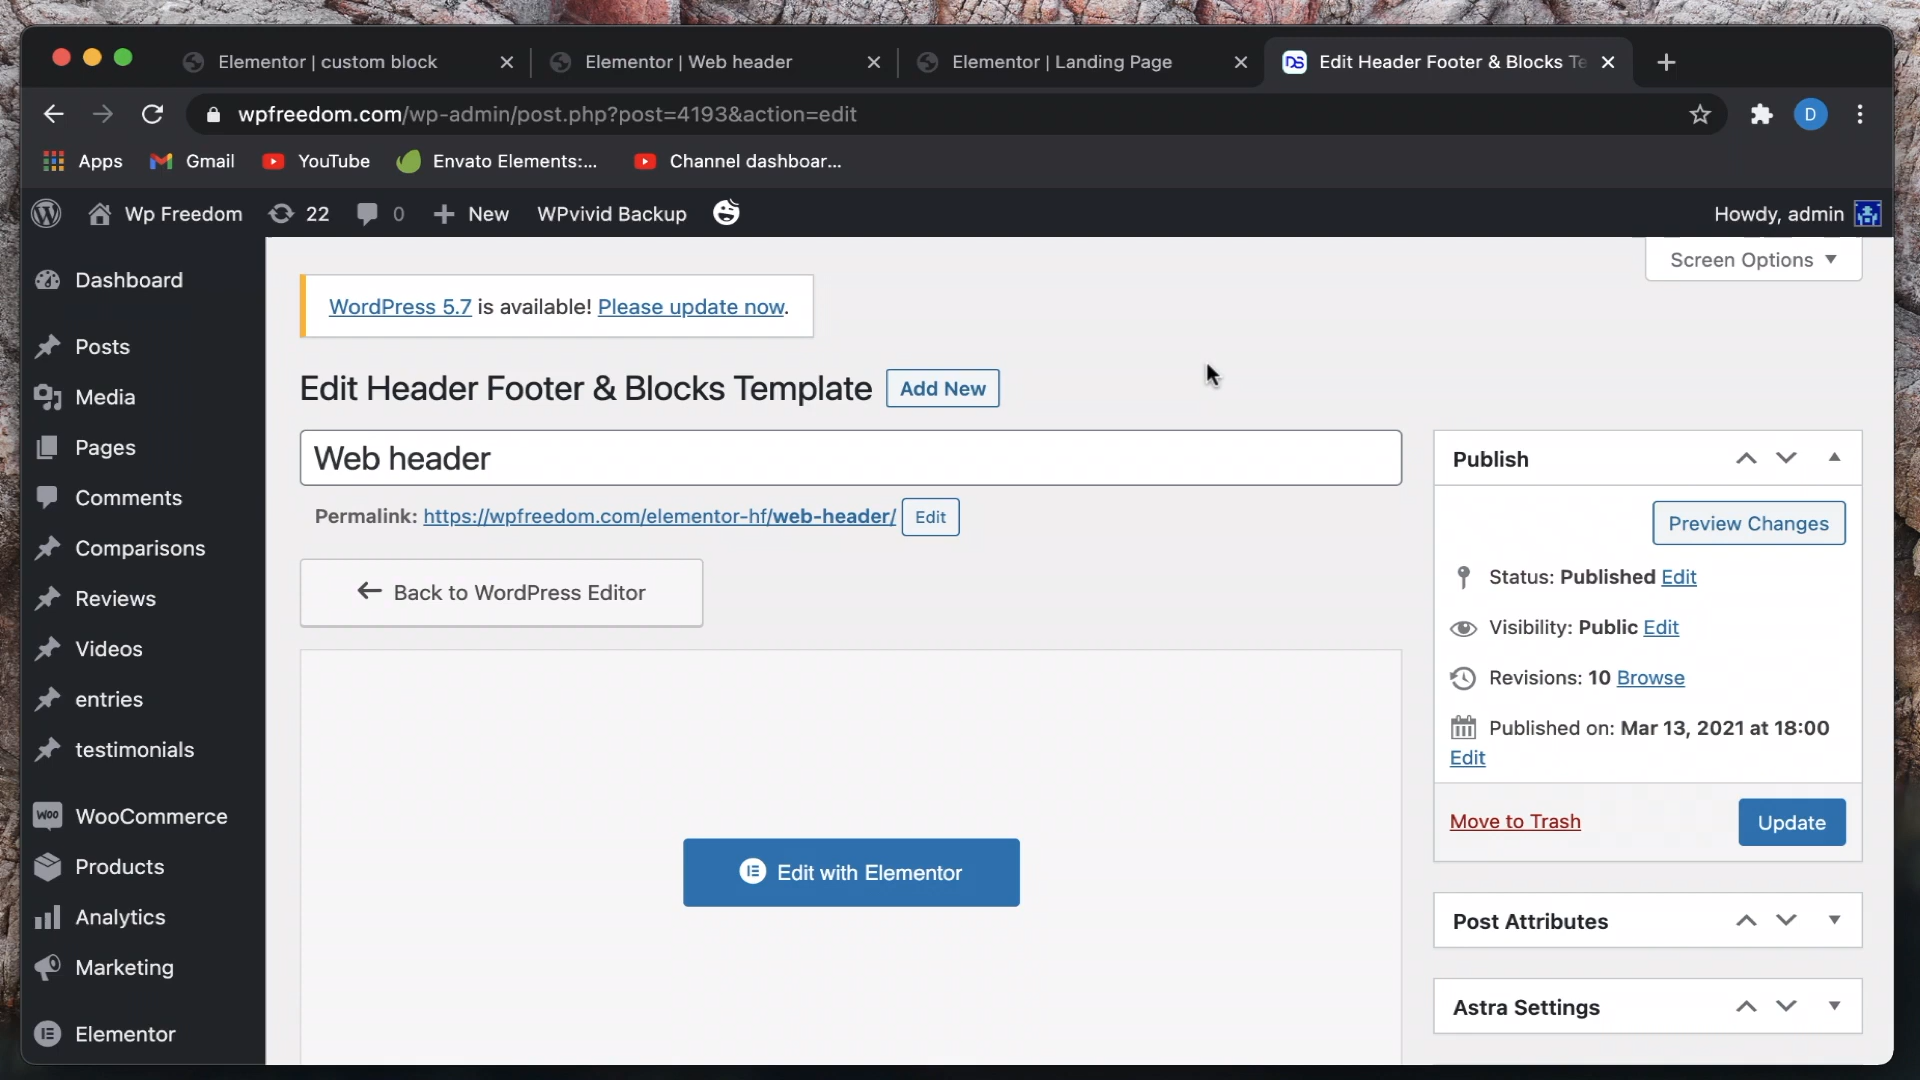 Elementor | custom block
Elementor | Web header
Elementor | Landing Page
Edit Header Footer & Blocks Te
wpfreedom.com/wp-admin/post.php?post=4193&action=edit
D
Apps
Gmail
YouTube
Envato Elements:...
Channel dashboar...
Wp Freedom
22
0
New
WPvivid Backup
Howdy, admin
Screen Options
Dashboard
Posts
Media
Pages
Comments
Comparisons
Reviews
Videos
entries
testimonials
WooCommerce
Products
Analytics
Marketing
Elementor
WordPress 5.7 is available! Please update now.
Edit Header Footer & Blocks Template
Add New
Web header
Permalink: https://wpfreedom.com/elementor-hf/web-header/ Edit
Back to WordPress Editor
Edit with Elementor
Publish
Preview Changes
Status: Published Edit
Visibility: Public Edit
Revisions: 10 Browse
Published on: Mar 13, 2021 at 18:00
Edit
Move to Trash
Update
Post Attributes
Astra Settings